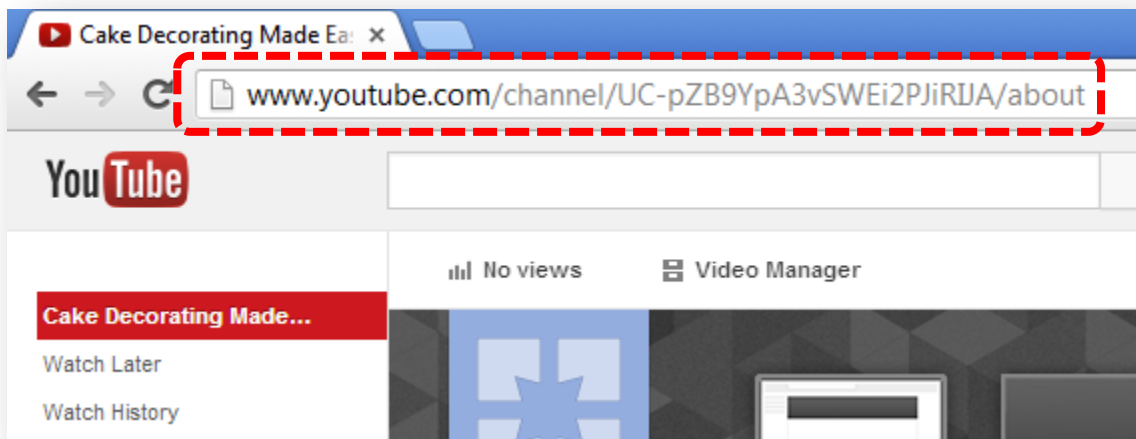 Cake Decorating Made Ea
www.youtube.com/channel/UC-pZB9YpA3vSWEi2PJiRIJA/about
YouTube
No views
Video Manager
Cake Decorating Made...
Watch Later
Watch History